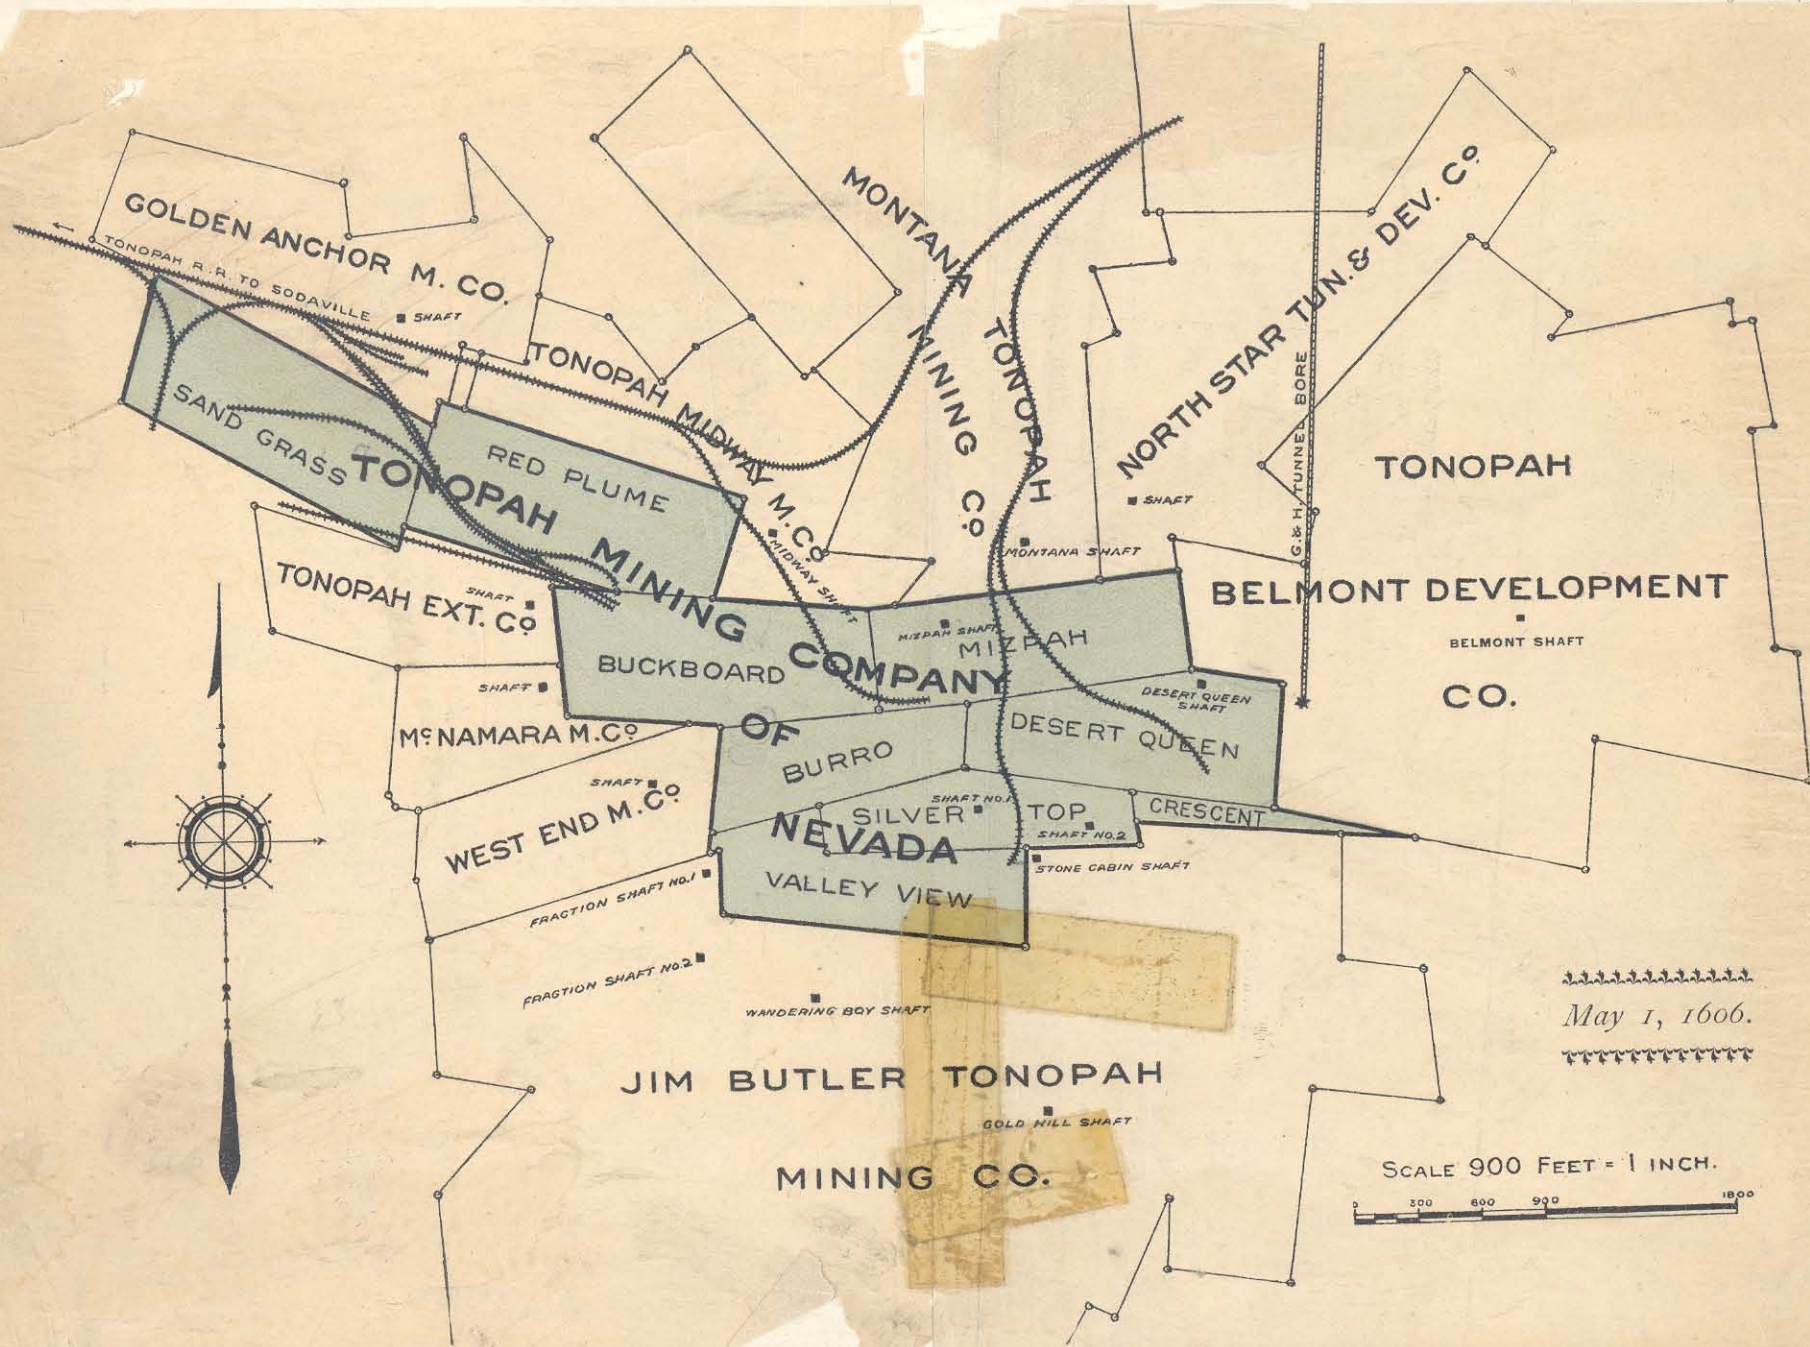 GOLDEN ANCHOR M. CO.
TONOPAH R.R. TO SODAVILLE
SHAFT
MONTANA TONOPAH
MINING Co
NORTH STAR TUN. & DEV. Co
SHAFT
G. & H. TUNNEL BORE
TONOPAH MIDWAY M. Co
MIDWAY SHAFT
MONTANA SHAFT
TONOPAH
BELMONT DEVELOPMENT
CO.
BELMONT SHAFT
SAND GRASS
RED PLUME
TONOPAH MINING COMPANY
OF
NEVADA
TONOPAH EXT. Co
SHAFT
BUCKBOARD
MIZPAH SHAFT
MIZPAH
SHAFT
McNAMARA M. Co
DESERT QUEEN
SHAFT
DESERT QUEEN
BURRO
SHAFT
WEST END M. Co
SILVER TOP
SHAFT NO.1
SHAFT NO.2
CRESCENT
STONE CABIN SHAFT
VALLEY VIEW
FRACTION SHAFT NO.1
FRACTION SHAFT NO.2
WANDERING BOY SHAFT
JIM BUTLER TONOPAH
GOLD HILL SHAFT
MINING CO.
May 1, 1606.
SCALE 900 FEET = 1 INCH.
0 300 600 900 1800